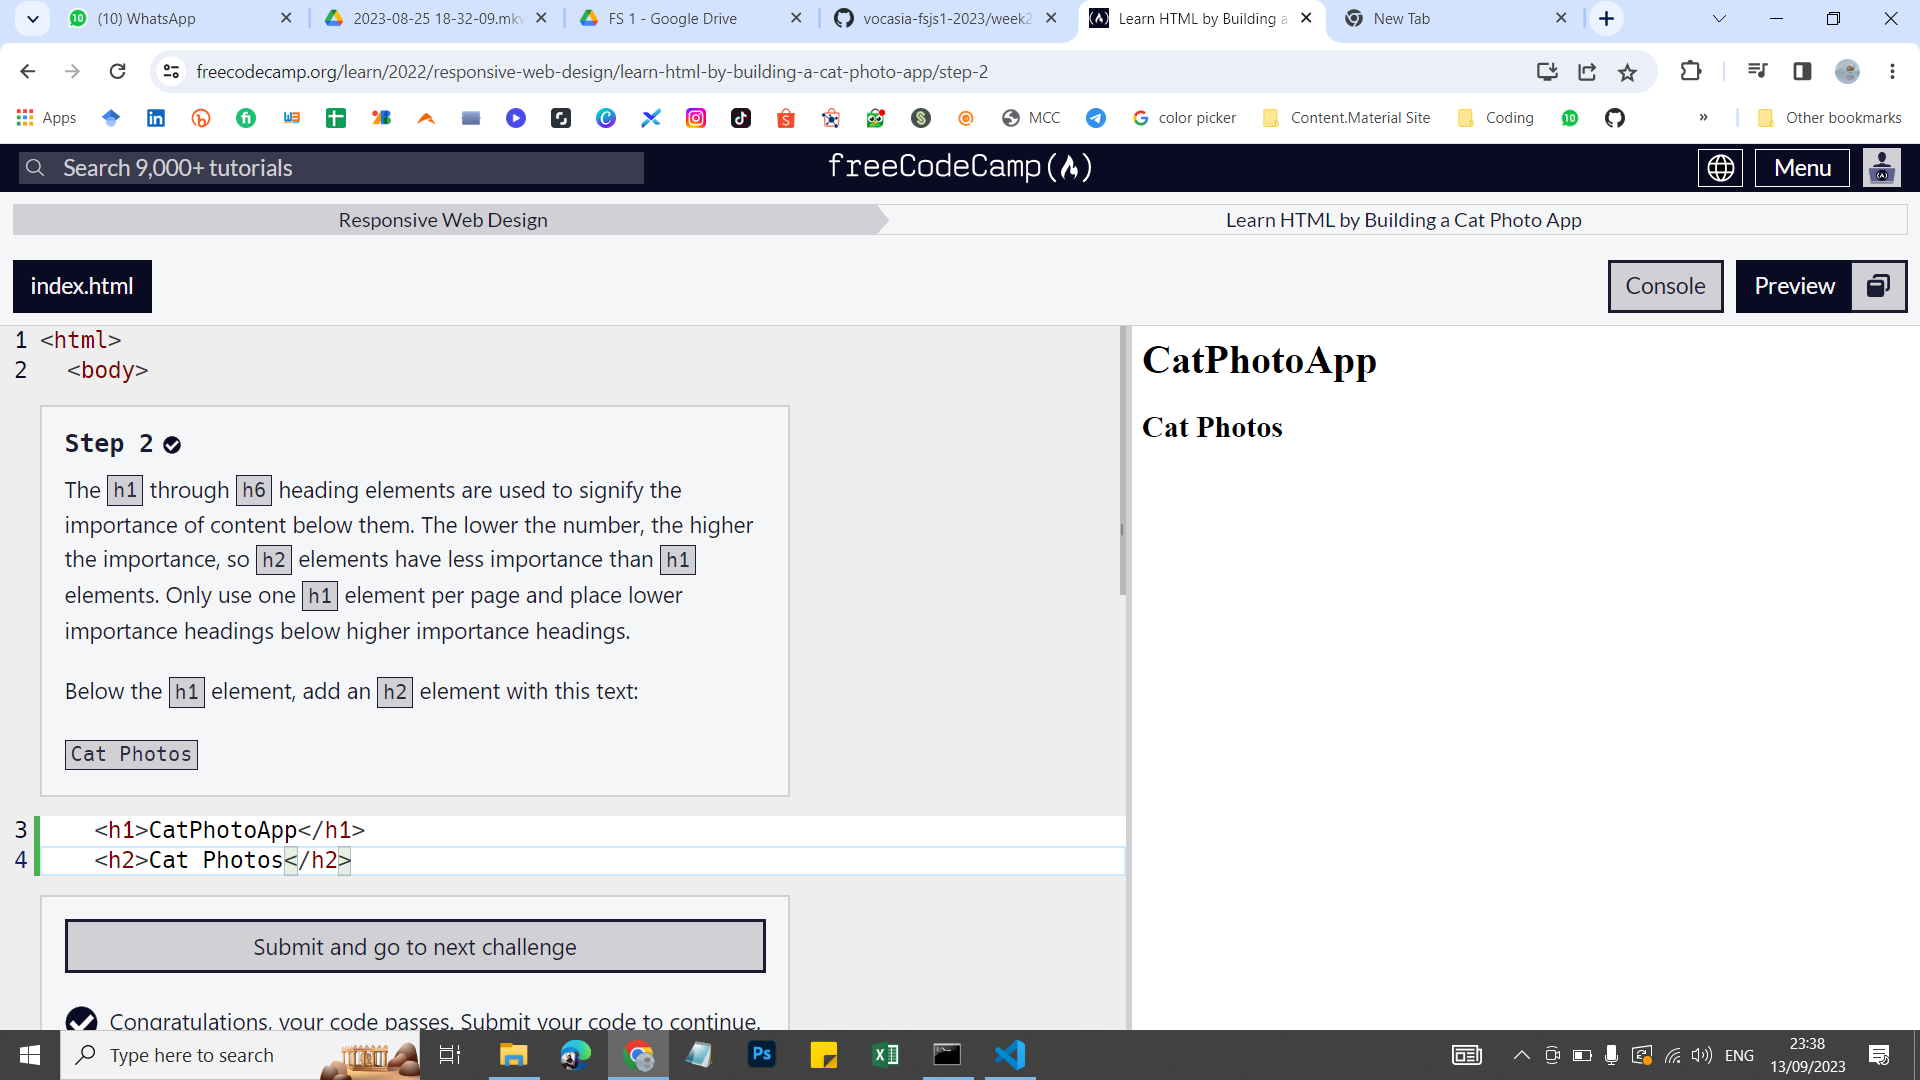 (10) WhatsApp
2023-08-25 18-32-09.mkv
FS 1 - Google Drive
vocasia-fsjs1-2023/week2
Learn HTML by Building a
New Tab
freecodecamp.org/learn/2022/responsive-web-design/learn-html-by-building-a-cat-photo-app/step-2
Apps
MCC
color picker
Content.Material Site
Coding
10
»
Other bookmarks
Search 9,000+ tutorials
freeCodeCamp
Menu
Responsive Web Design
Learn HTML by Building a Cat Photo App
index.html
Console
Preview
1 <html>
2 <body>
Step 2
The h1 through h6 heading elements are used to signify the
importance of content below them. The lower the number, the higher
the importance, so h2 elements have less importance than h1
elements. Only use one h1 element per page and place lower
importance headings below higher importance headings.
Below the h1 element, add an h2 element with this text:
Cat Photos
3 <h1>CatPhotoApp</h1>
4 <h2>Cat Photos</h2>
Submit and go to next challenge
Congratulations, your code passes. Submit your code to continue.
CatPhotoApp
Cat Photos
Type here to search
Ps
ENG
23:38
13/09/2023